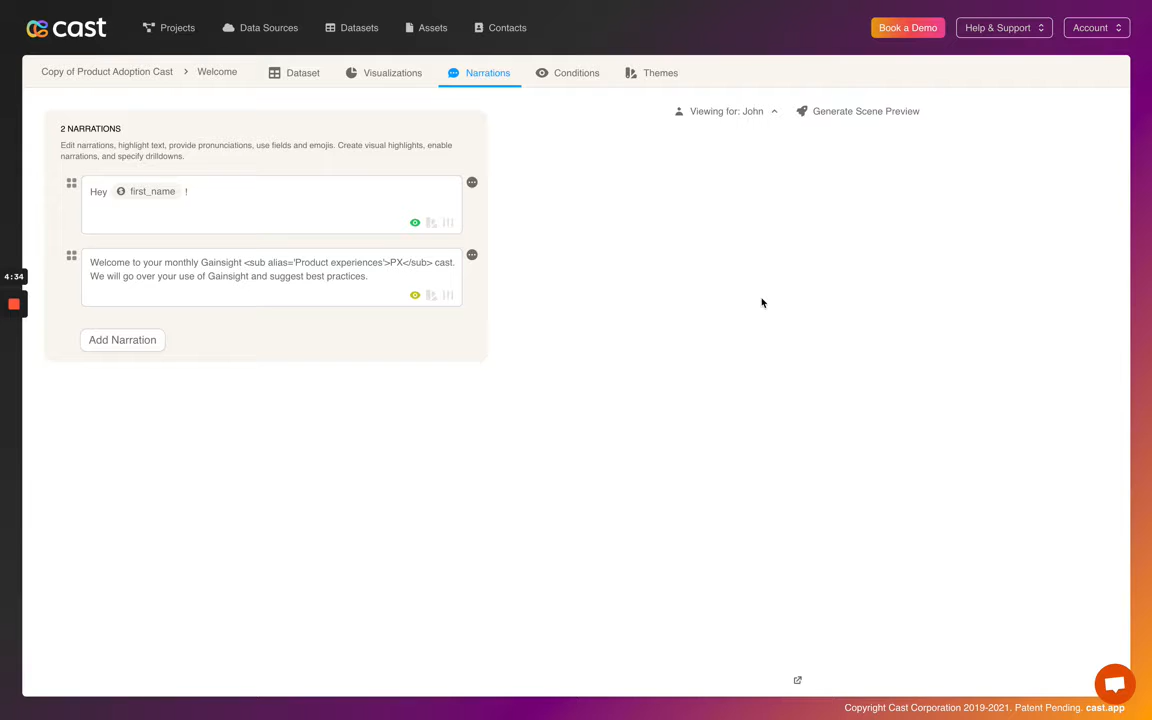 cast Projects Data Sources Datasets Assets Contacts Book a Demo Help & Support Account
Copy of Product Adoption Cast > Welcome Dataset Visualizations Narrations Conditions Themes
Viewing for: John Generate Scene Preview
2 NARRATIONS
Edit narrations, highlight text, provide pronunciations, use fields and emojis. Create visual highlights, enable
narrations, and specify drilldowns.
Hey first_name !
Welcome to your monthly Gainsight <sub alias='Product experiences'>PX</sub> cast.
We will go over your use of Gainsight and suggest best practices.
4:34
Add Narration
Copyright Cast Corporation 2019-2021. Patent Pending. cast.app